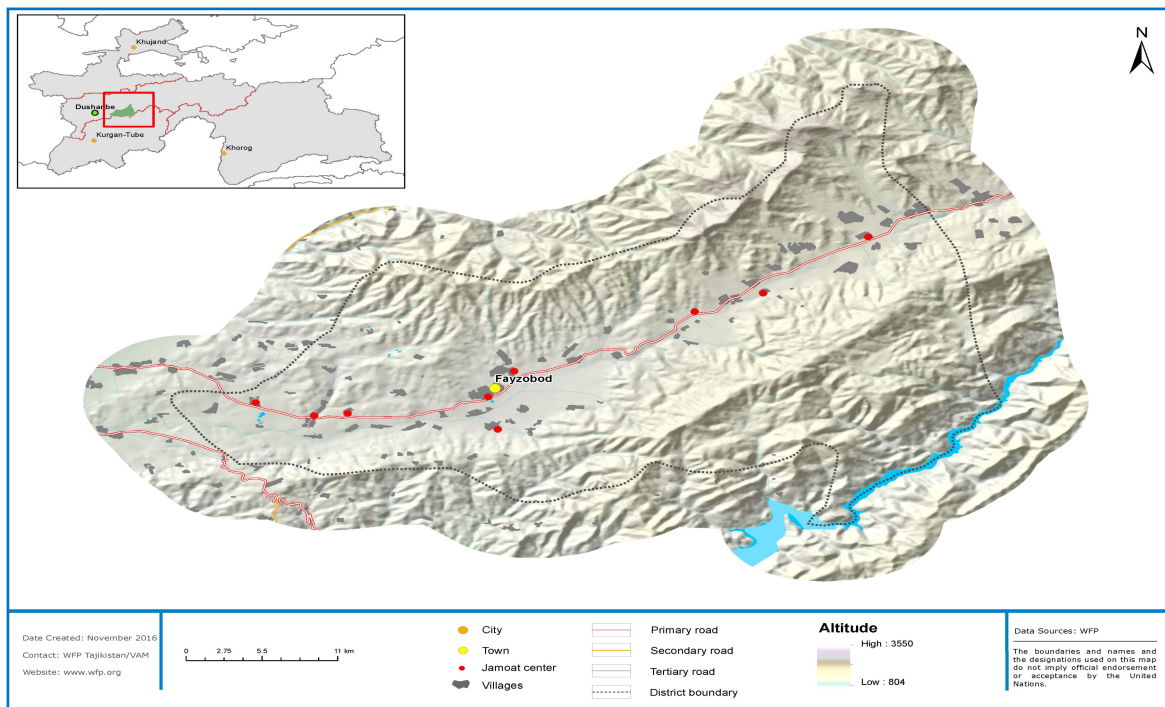 Khujand
Dushanbe
Kurgan-Tube
Khorog
N
Fayzobod
Date Created: November 2016
Contact: WFP Tajikistan/VAM
Website: www.wfp.org
0 2.75 5.5 11 km
City
Town
Jamoat center
Villages
Primary road
Secondary road
Tertiary road
District boundary
Altitude
High : 3550
Low : 804
Data Sources: WFP
The boundaries and names and
the designations used on this map
do not imply official endorsement
or acceptance by the United
Nations.